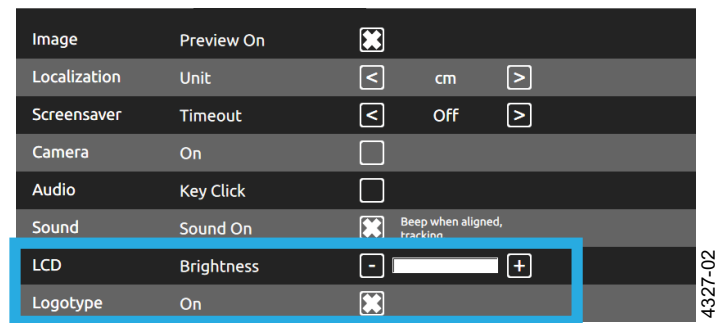 Image Preview On
Localization Unit < cm >
Screensaver Timeout < Off >
Camera On
Audio Key Click
Sound Sound On Beep when aligned,
tracking
LCD Brightness - +
Logotype On
4327-02